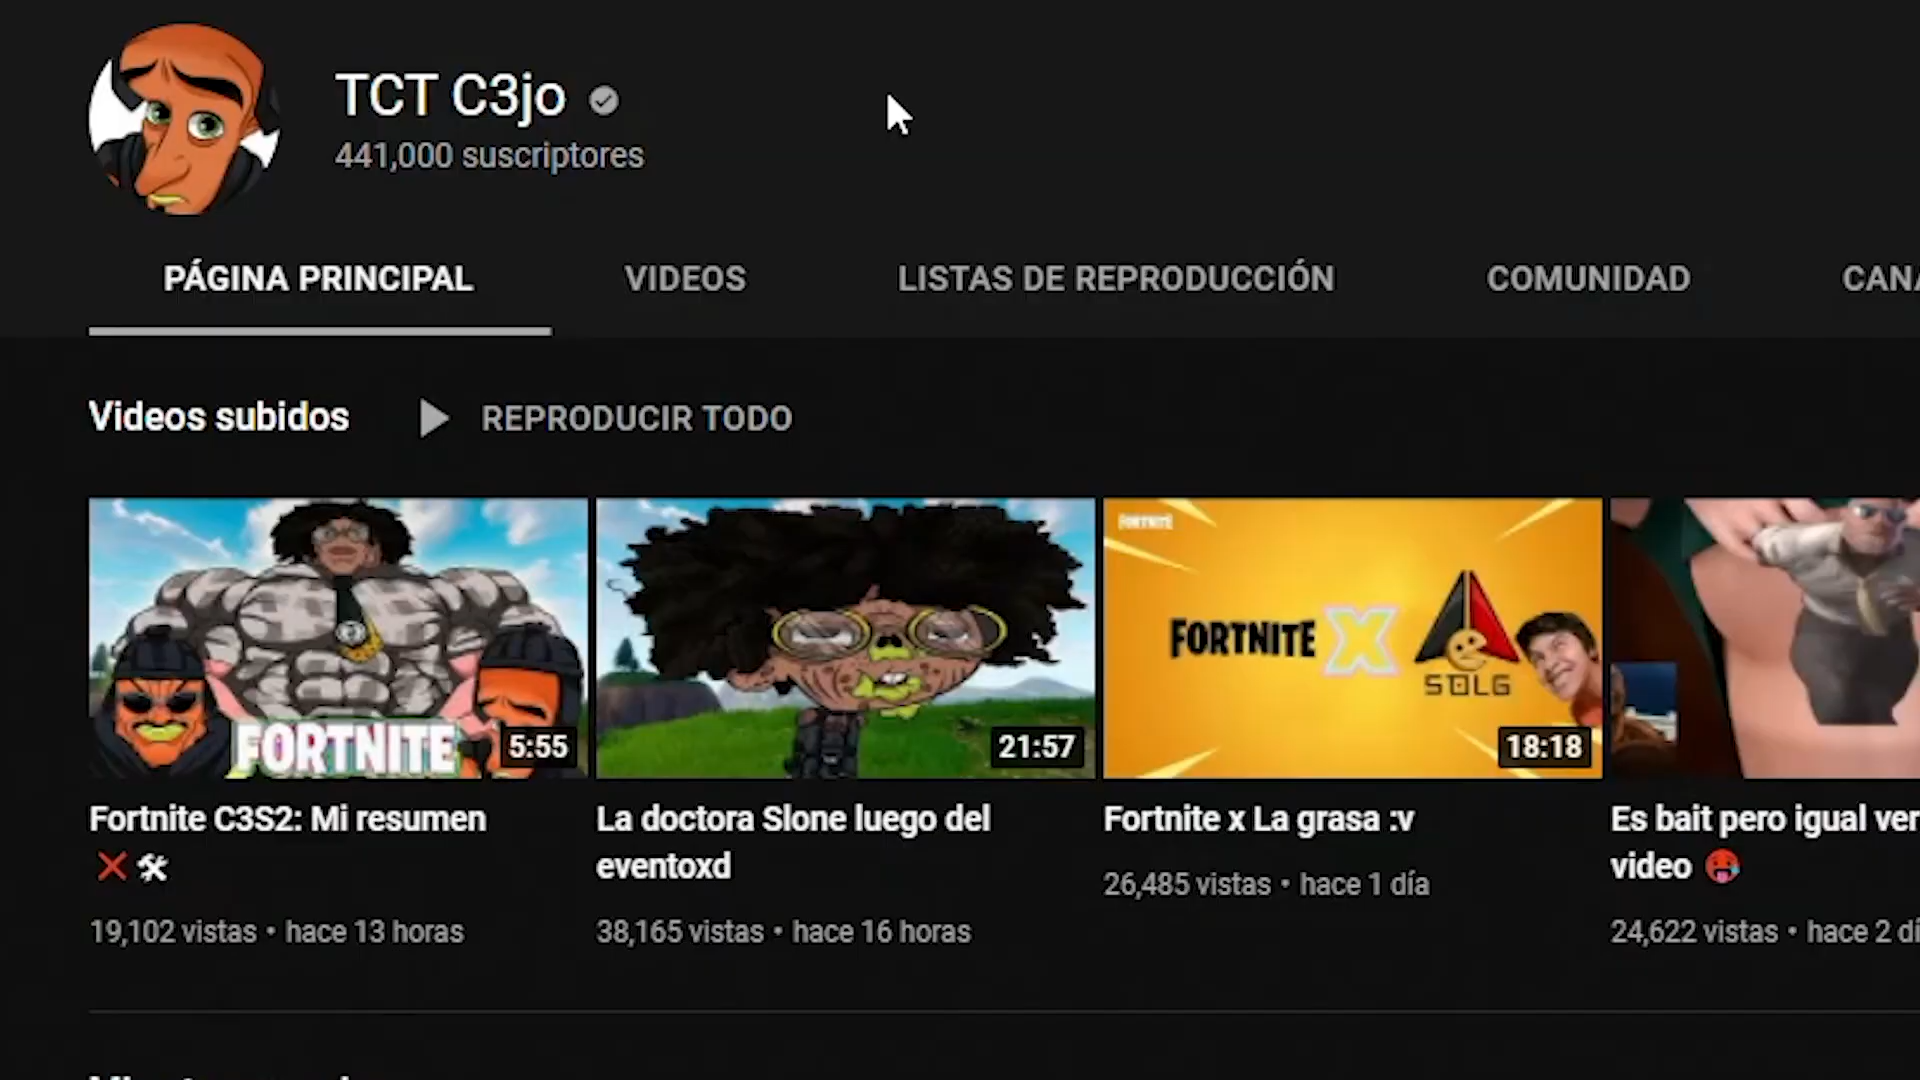 TCT C3jo
441,000 suscriptores
PÁGINA PRINCIPAL
VIDEOS
LISTAS DE REPRODUCCIÓN
COMUNIDAD
Videos subidos
REPRODUCIR TODO
FORTNITE
5:55
21:57
FORTNITE
FORTNITE X
SDLG
18:18
Fortnite C3S2: Mi resumen
❌🛠
19,102 vistas • hace 13 horas
La doctora Slone luego del
eventoxd
38,165 vistas • hace 16 horas
Fortnite x La grasa :v
26,485 vistas • hace 1 día
Es bait pero igual ver
video 🥵
24,622 vistas • hace 2